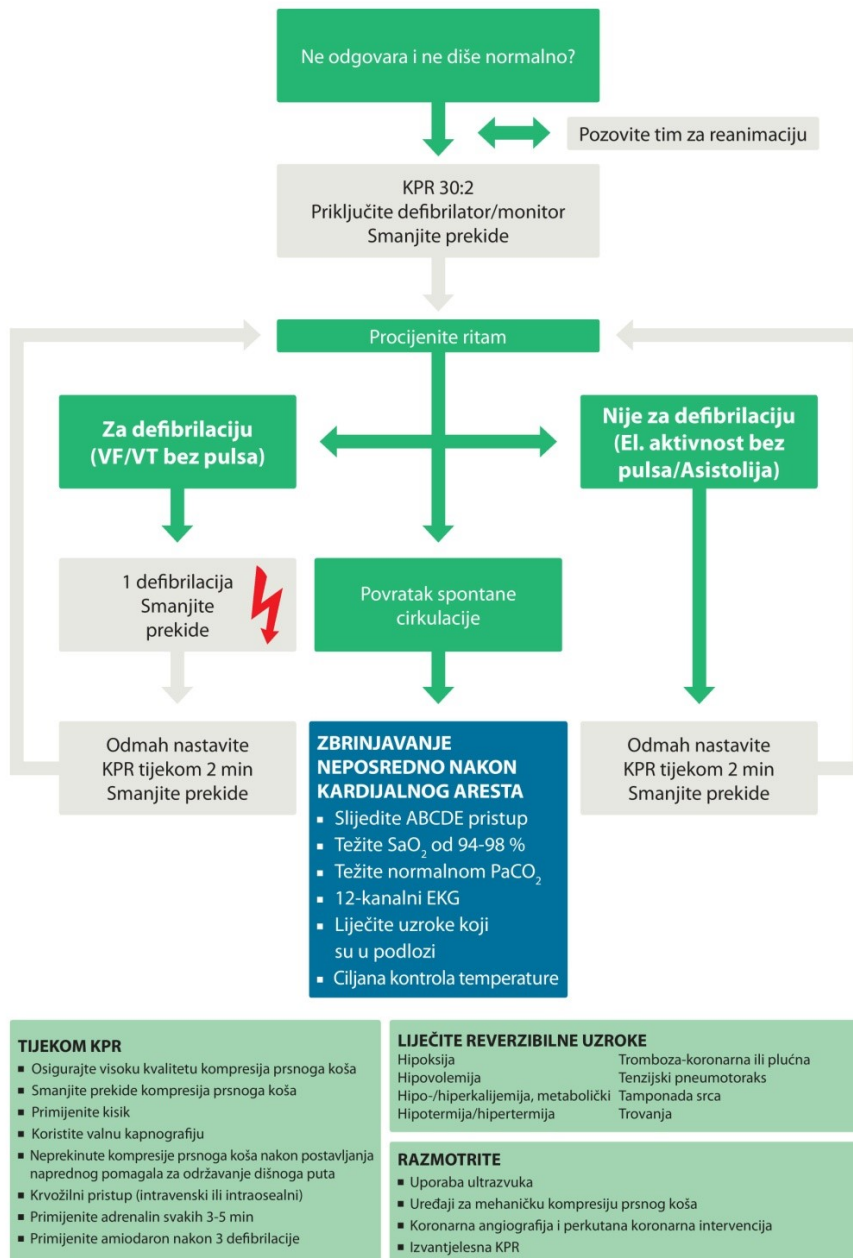 Ne odgovara i ne diše normalno?
Pozovite tim za reanimaciju
KPR 30:2
Priključite defibrilator/monitor
Smanjite prekide
Procijenite ritam
Za defibrilaciju
(VF/VT bez pulsa)
Nije za defibrilaciju
(El. aktivnost bez
pulsa/Asistolija)
1 defibrilacija
Smanjite
prekide
Povratak spontane
cirkulacije
Odmah nastavite
KPR tijekom 2 min
Smanjite prekide
ZBRINJAVANJE
NEPOSREDNO NAKON
KARDIJALNOG ARESTA
▪ Slijedite ABCDE pristup
▪ Težite SaO₂ od 94-98 %
▪ Težite normalnom PaCO₂
▪ 12-kanalni EKG
▪ Liječite uzroke koji
su u podlozi
▪ Ciljana kontrola temperature
Odmah nastavite
KPR tijekom 2 min
Smanjite prekide
TIJEKOM KPR
▪ Osigurajte visoku kvalitetu kompresija prsnoga koša
▪ Smanjite prekide kompresija prsnoga koša
▪ Primijenite kisik
▪ Koristite valnu kapnografiju
▪ Neprekinute kompresije prsnoga koša nakon postavljanja
naprednog pomagala za održavanje dišnoga puta
▪ Krvožilni pristup (intravenski ili intraosealni)
▪ Primijenite adrenalin svakih 3-5 min
▪ Primijenite amiodaron nakon 3 defibrilacije
LIJEČITE REVERZIBILNE UZROKE
Hipoksija
Hipovolemija
Hipo-/hiperkalijemija, metabolički
Hipotermija/hipertermija
Tromboza-koronarna ili plućna
Tenzijski pneumotoraks
Tamponada srca
Trovanja
RAZMOTRITE
▪ Uporaba ultrazvuka
▪ Uređaji za mehaničku kompresiju prsnog koša
▪ Koronarna angiografija i perkutana koronarna intervencija
▪ Izvantjelesna KPR